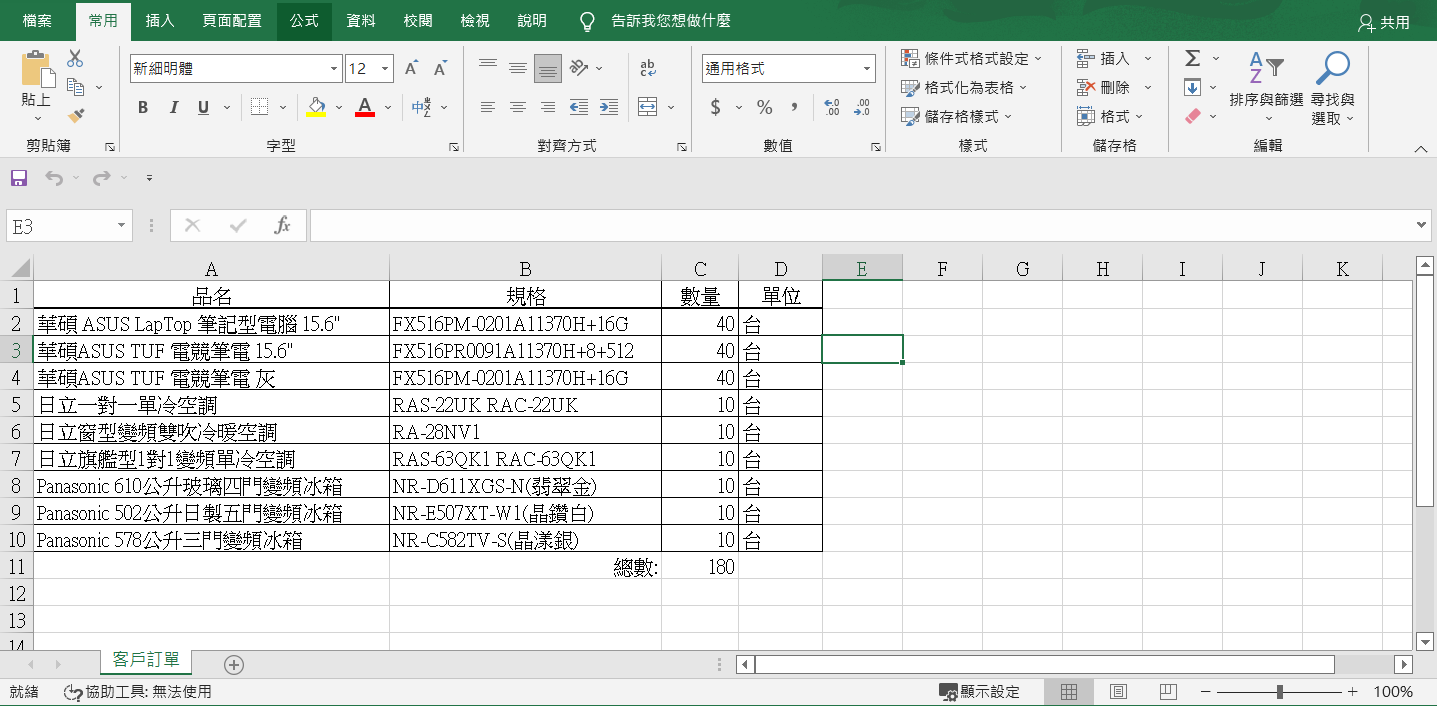 檔案 常用 插入 頁面配置 公式 資料 校閱 檢視 說明 告訴我您想做什麼 共用
貼上
剪貼簿
新細明體 12
B I U A 中
字型
ab
對齊方式
通用格式
$ % ,
數值
條件式格式設定
格式化為表格
儲存格樣式
樣式
插入
刪除
格式
儲存格
Σ
排序與篩選
尋找與
選取
編輯
E3 fx
A B C D E F G H I J K
1 品名 規格 數量 單位
2 華碩 ASUS LapTop 筆記型電腦 15.6" FX516PM-0201A11370H+16G 40 台
3 華碩ASUS TUF 電競筆電 15.6" FX516PR0091A11370H+8+512 40 台
4 華碩ASUS TUF 電競筆電 灰 FX516PM-0201A11370H+16G 40 台
5 日立一對一單冷空調 RAS-22UK RAC-22UK 10 台
6 日立窗型變頻雙吹冷暖空調 RA-28NV1 10 台
7 日立旗艦型1對1變頻單冷空調 RAS-63QK1 RAC-63QK1 10 台
8 Panasonic 610公升玻璃四門變頻冰箱 NR-D611XGS-N(翡翠金) 10 台
9 Panasonic 502公升日製五門變頻冰箱 NR-E507XT-W1(晶鑽白) 10 台
10 Panasonic 578公升三門變頻冰箱 NR-C582TV-S(晶漾銀) 10 台
11 總數: 180
12
13
14
客戶訂單
就緒 協助工具: 無法使用 顯示設定 100%